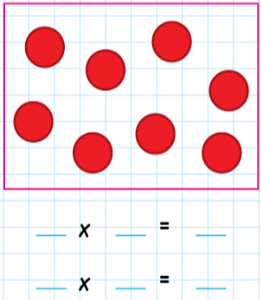 __ x __ = __
__ x __ = __